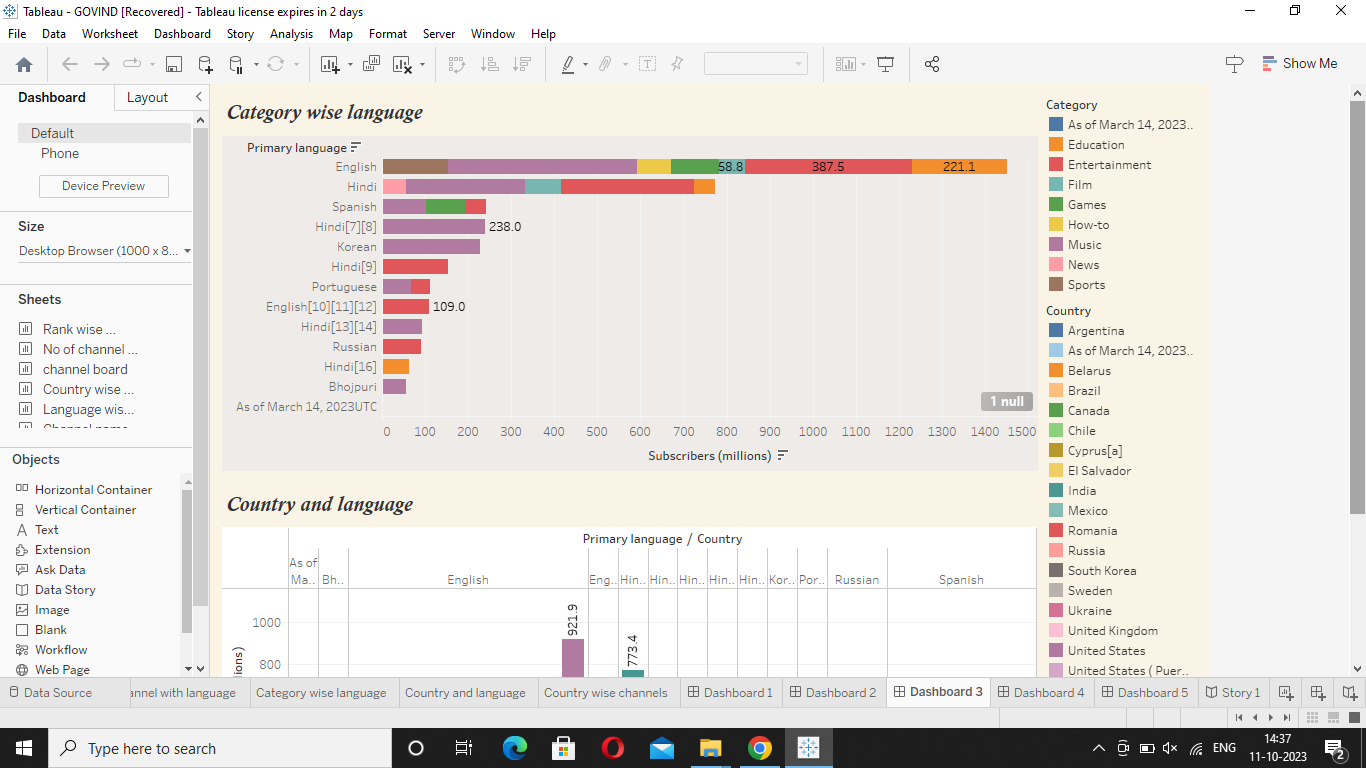 Tableau - GOVIND [Recovered] - Tableau license expires in 2 days
File Data Worksheet Dashboard Story Analysis Map Format Server Window Help
Show Me
Dashboard Layout
Default
Phone
Device Preview
Size
Desktop Browser (1000 x 8...
Sheets
Rank wise ...
No of channel ...
channel board
Country wise ...
Language wis...
Channel name
Objects
Horizontal Container
Vertical Container
Text
Extension
Ask Data
Data Story
Image
Blank
Workflow
Web Page
Category wise language
Primary language
English 58.8 387.5 221.1
Hindi
Spanish
Hindi[7][8] 238.0
Korean
Hindi[9]
Portuguese
English[10][11][12] 109.0
Hindi[13][14]
Russian
Hindi[16]
Bhojpuri
As of March 14, 2023UTC
1 null
0 100 200 300 400 500 600 700 800 900 1000 1100 1200 1300 1400 1500
Subscribers (millions)
Country and language
Primary language / Country
As of
Ma.. Bh.. English Eng.. Hin.. Hin.. Hin.. Hin.. Hin.. Kor.. Por.. Russian Spanish
1000
800
ions)
921.9
773.4
Category
As of March 14, 2023..
Education
Entertainment
Film
Games
How-to
Music
News
Sports
Country
Argentina
As of March 14, 2023..
Belarus
Brazil
Canada
Chile
Cyprus[a]
El Salvador
India
Mexico
Romania
Russia
South Korea
Sweden
Ukraine
United Kingdom
United States
United States ( Puer..
Data Source nnel with language Category wise language Country and language Country wise channels Dashboard 1 Dashboard 2 Dashboard 3 Dashboard 4 Dashboard 5 Story 1
Type here to search
ENG
14:37
11-10-2023
2